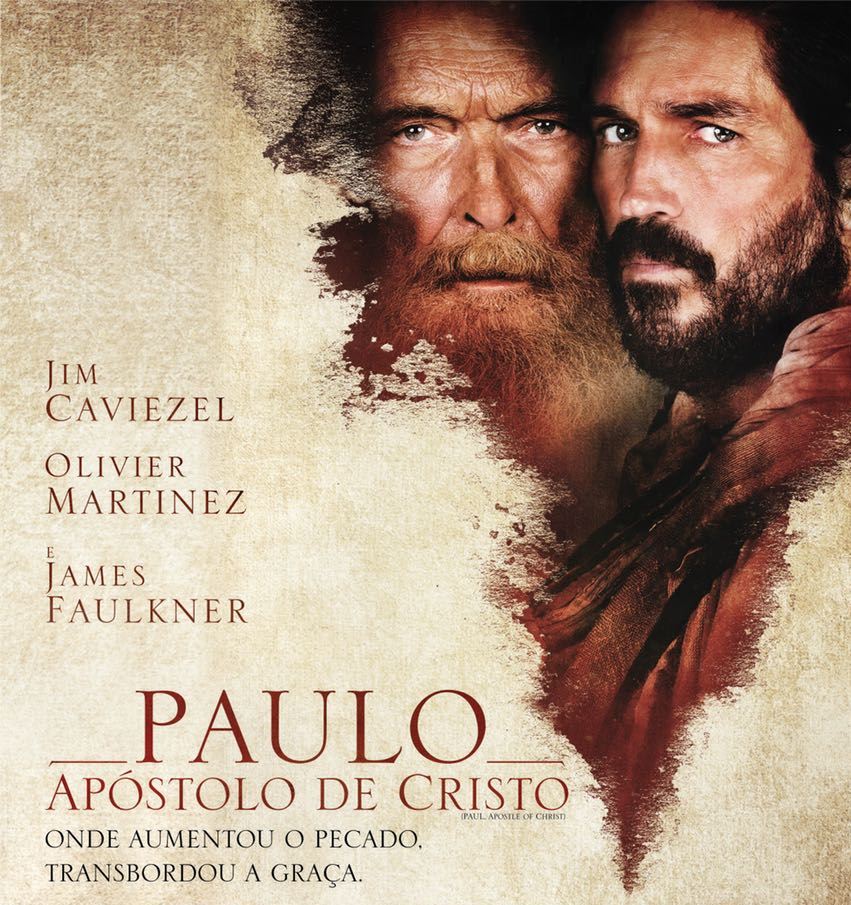 JIM
CAVIEZEL
OLIVIER
MARTINEZ
E
JAMES
FAULKNER
PAULO
APÓSTOLO DE CRISTO
(PAUL, APOSTLE OF CHRIST)
ONDE AUMENTOU O PECADO,
TRANSBORDOU A GRAÇA.